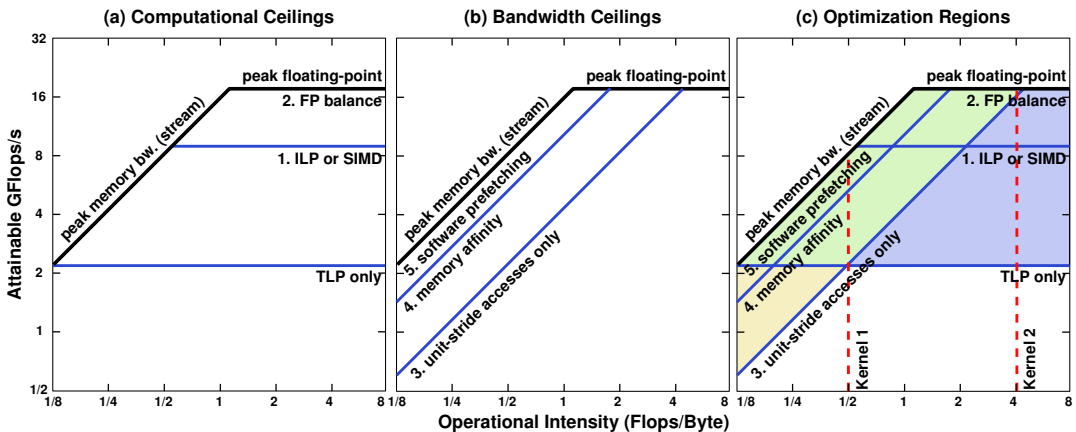 (a) Computational Ceilings
(b) Bandwidth Ceilings
(c) Optimization Regions
Attainable GFlops/s
32
16
8
4
2
1
1/2
peak floating-point
2. FP balance
peak memory bw. (stream)
1. ILP or SIMD
TLP only
1/8
1/4
1/2
1
2
4
8
peak floating-point
peak memory bw. (stream)
5. software prefetching
4. memory affinity
3. unit-stride accesses only
1/8
1/4
1/2
1
2
4
8
peak floating-point
2. FP balance
peak memory bw. (stream)
1. ILP or SIMD
5. software prefetching
4. memory affinity
TLP only
3. unit-stride accesses only
Kernel 1
Kernel 2
1/8
1/4
1/2
1
2
4
8
Operational Intensity (Flops/Byte)